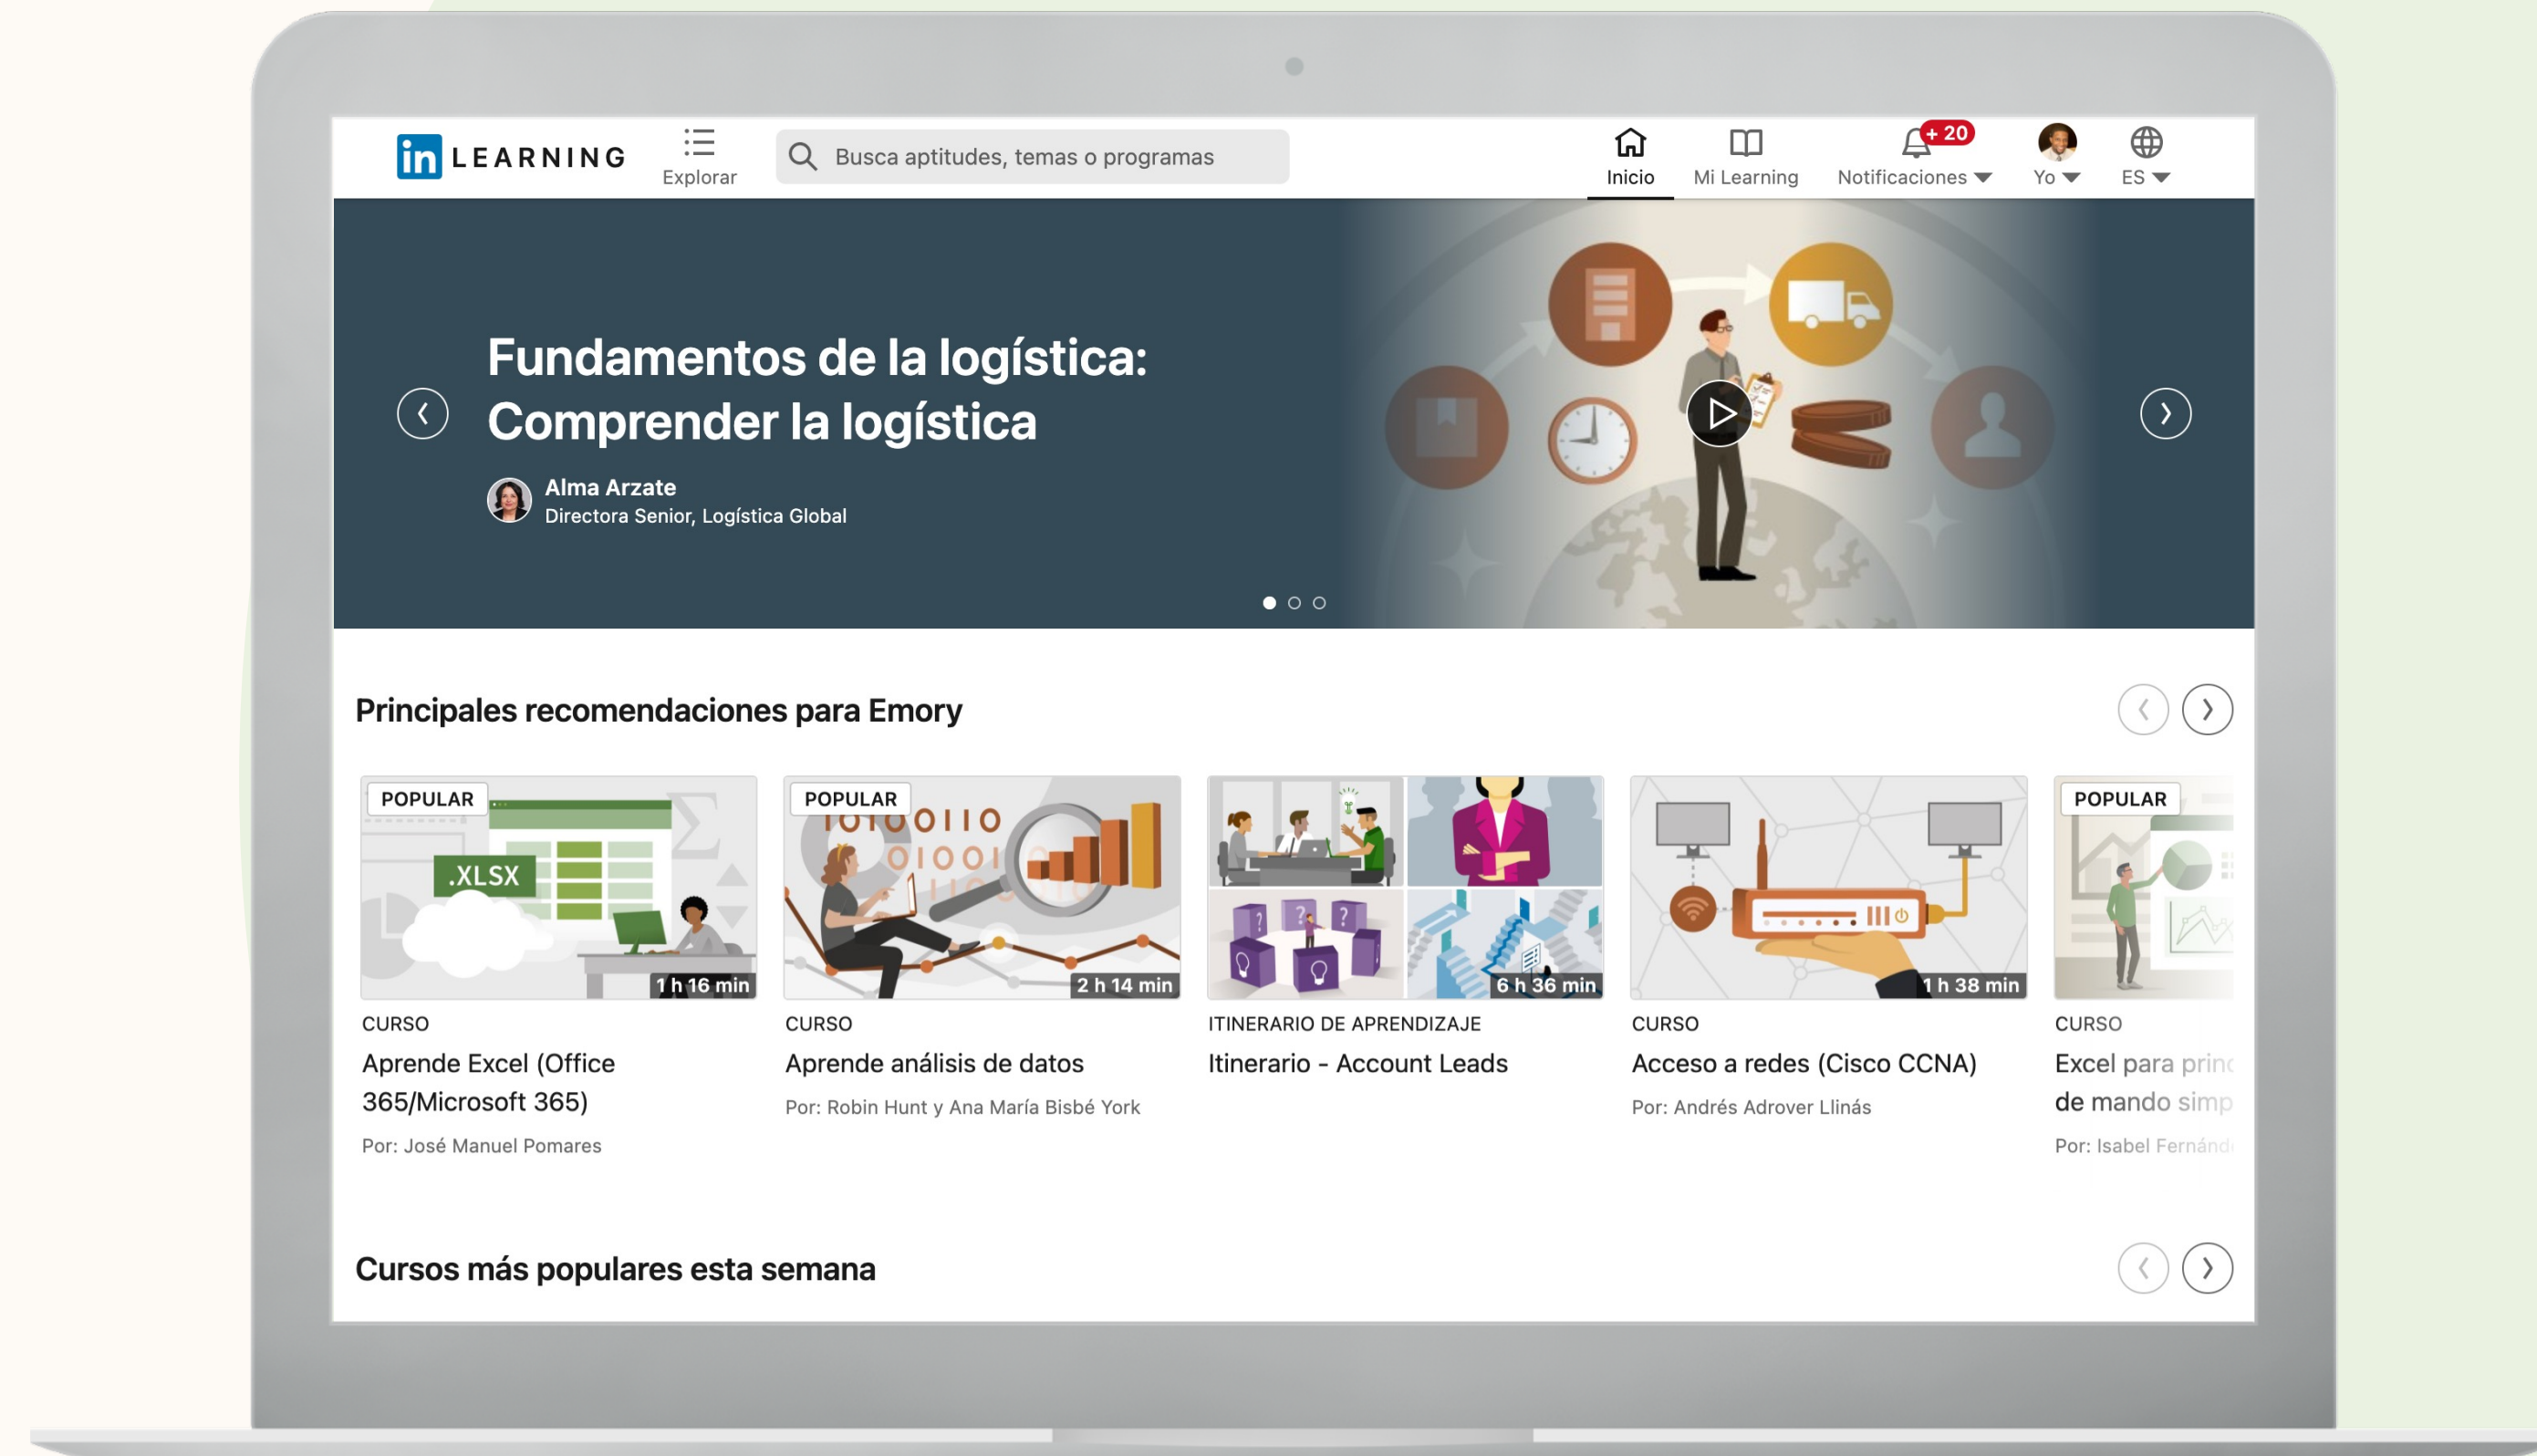 in LEARNING
Explorar
Busca aptitudes, temas o programas
Inicio
Mi Learning
+ 20
Notificaciones
Yo
ES
Fundamentos de la logística:
Comprender la logística
Alma Arzate
Directora Senior, Logística Global
Principales recomendaciones para Emory
POPULAR
.XLSX
1 h 16 min
CURSO
Aprende Excel (Office
365/Microsoft 365)
Por: José Manuel Pomares
POPULAR
10100110
01001
110
2 h 14 min
CURSO
Aprende análisis de datos
Por: Robin Hunt y Ana María Bisbé York
? ? ?
6 h 36 min
ITINERARIO DE APRENDIZAJE
Itinerario - Account Leads
1 h 38 min
CURSO
Acceso a redes (Cisco CCNA)
Por: Andrés Adrover Llinás
POPULAR
CURSO
Excel para
de mando
Por: Isabel
Cursos más populares esta semana